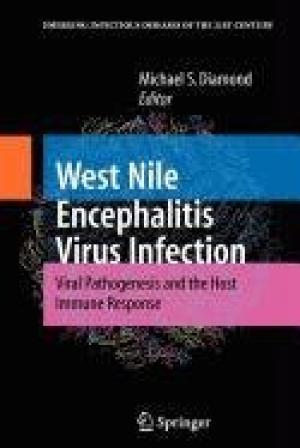 EMERGING INFECTIOUS DISEASES OF THE 21ST CENTURY
Michael S. Diamond
Editor
West Nile
Encephalitis
Virus Infection
Viral Pathogenesis and the Host
Immune Response
Springer